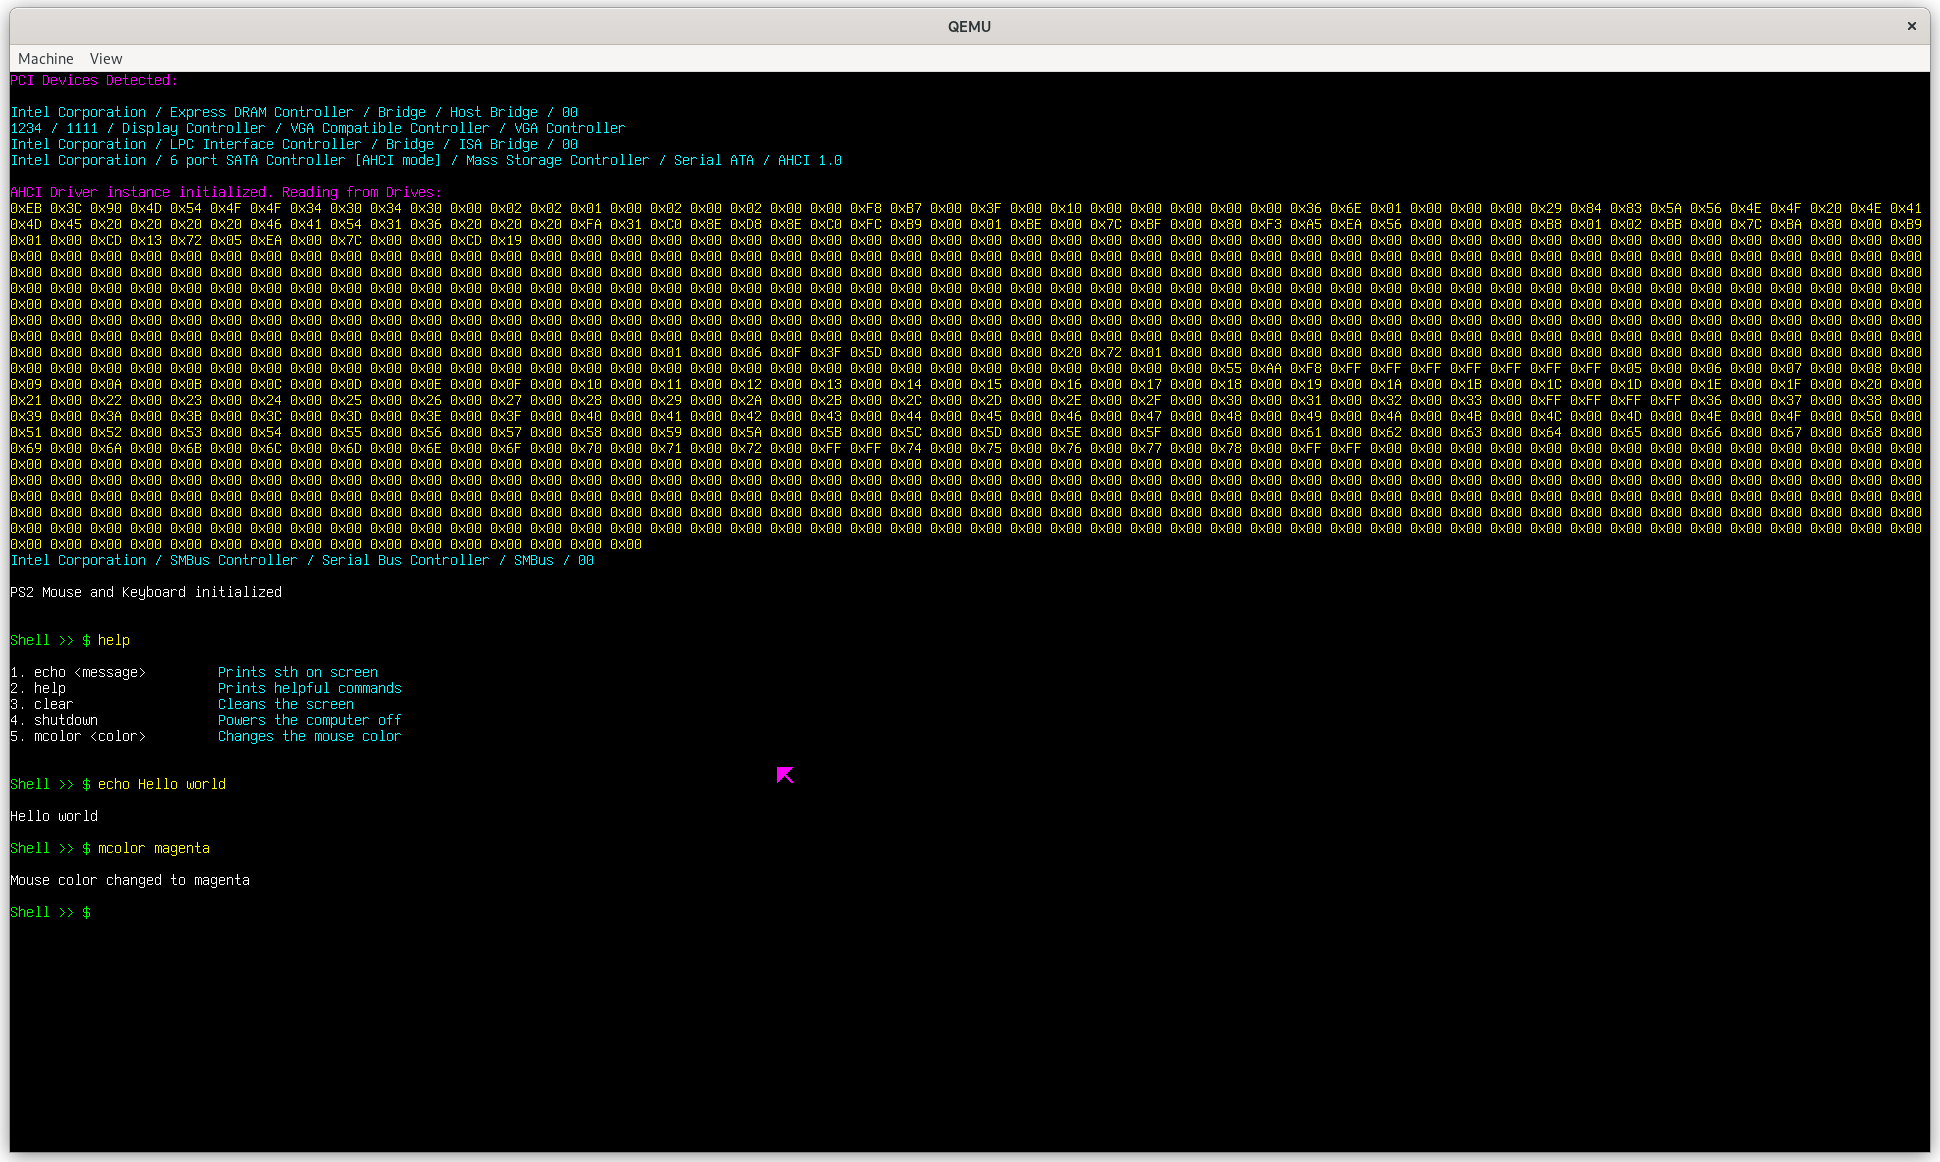 QEMU
Machine View
PCI Devices Detected:
Intel Corporation / Express DRAM Controller / Bridge / Host Bridge / 00
1234 / 1111 / Display Controller / VGA Compatible Controller / VGA Controller
Intel Corporation / LPC Interface Controller / Bridge / ISA Bridge / 00
Intel Corporation / 6 port SATA Controller [AHCI mode] / Mass Storage Controller / Serial ATA / AHCI 1.0
AHCI Driver instance initialized. Reading from Drives:
0xEB 0x3C 0x90 0x4D 0x54 0x4F 0x4F 0x34 0x30 0x34 0x30 0x00 0x02 0x02 0x01 0x00 0x02 0x00 0x02 0x00 0x00 0xF8 0xB7 0x00 0x3F 0x00 0x10 0x00 0x00 0x00 0x00 0x00 0x36 0x6E 0x01 0x00 0x00 0x00 0x29 0x84 0x83 0x5A 0x56 0x4E 0x4F 0x20 0x4E 0x41
0x4D 0x45 0x20 0x20 0x20 0x20 0x46 0x41 0x54 0x31 0x36 0x20 0x20 0x20 0xFA 0x31 0xC0 0x8E 0xD8 0x8E 0xC0 0xFC 0xB9 0x00 0x01 0xBE 0x00 0x7C 0xBF 0x00 0x80 0xF3 0xA5 0xEA 0x56 0x00 0x00 0x08 0xB8 0x01 0x02 0xBB 0x00 0x7C 0xBA 0x80 0x00 0xB9
0x01 0x00 0xCD 0x13 0x72 0x05 0xEA 0x00 0x7C 0x00 0x00 0xCD 0x19 0x00 0x00 0x00 0x00 0x00 0x00 0x00 0x00 0x00 0x00 0x00 0x00 0x00 0x00 0x00 0x00 0x00 0x00 0x00 0x00 0x00 0x00 0x00 0x00 0x00 0x00 0x00 0x00 0x00 0x00 0x00 0x00 0x00 0x00 0x00
0x00 0x00 0x00 0x00 0x00 0x00 0x00 0x00 0x00 0x00 0x00 0x00 0x00 0x00 0x00 0x00 0x00 0x00 0x00 0x00 0x00 0x00 0x00 0x00 0x00 0x00 0x00 0x00 0x00 0x00 0x00 0x00 0x00 0x00 0x00 0x00 0x00 0x00 0x00 0x00 0x00 0x00 0x00 0x00 0x00 0x00 0x00 0x00
0x00 0x00 0x00 0x00 0x00 0x00 0x00 0x00 0x00 0x00 0x00 0x00 0x00 0x00 0x00 0x00 0x00 0x00 0x00 0x00 0x00 0x00 0x00 0x00 0x00 0x00 0x00 0x00 0x00 0x00 0x00 0x00 0x00 0x00 0x00 0x00 0x00 0x00 0x00 0x00 0x00 0x00 0x00 0x00 0x00 0x00 0x00 0x00
0x00 0x00 0x00 0x00 0x00 0x00 0x00 0x00 0x00 0x00 0x00 0x00 0x00 0x00 0x00 0x00 0x00 0x00 0x00 0x00 0x00 0x00 0x00 0x00 0x00 0x00 0x00 0x00 0x00 0x00 0x00 0x00 0x00 0x00 0x00 0x00 0x00 0x00 0x00 0x00 0x00 0x00 0x00 0x00 0x00 0x00 0x00 0x00
0x00 0x00 0x00 0x00 0x00 0x00 0x00 0x00 0x00 0x00 0x00 0x00 0x00 0x00 0x00 0x00 0x00 0x00 0x00 0x00 0x00 0x00 0x00 0x00 0x00 0x00 0x00 0x00 0x00 0x00 0x00 0x00 0x00 0x00 0x00 0x00 0x00 0x00 0x00 0x00 0x00 0x00 0x00 0x00 0x00 0x00 0x00 0x00
0x00 0x00 0x00 0x00 0x00 0x00 0x00 0x00 0x00 0x00 0x00 0x00 0x00 0x00 0x00 0x00 0x00 0x00 0x00 0x00 0x00 0x00 0x00 0x00 0x00 0x00 0x00 0x00 0x00 0x00 0x00 0x00 0x00 0x00 0x00 0x00 0x00 0x00 0x00 0x00 0x00 0x00 0x00 0x00 0x00 0x00 0x00 0x00
0x00 0x00 0x00 0x00 0x00 0x00 0x00 0x00 0x00 0x00 0x00 0x00 0x00 0x00 0x00 0x00 0x00 0x00 0x00 0x00 0x00 0x00 0x00 0x00 0x00 0x00 0x00 0x00 0x00 0x00 0x00 0x00 0x00 0x00 0x00 0x00 0x00 0x00 0x00 0x00 0x00 0x00 0x00 0x00 0x00 0x00 0x00 0x00
0x00 0x00 0x00 0x00 0x00 0x00 0x00 0x00 0x00 0x00 0x00 0x00 0x00 0x00 0x80 0x00 0x01 0x00 0x06 0x0F 0x3F 0x5D 0x00 0x00 0x00 0x00 0x20 0x72 0x01 0x00 0x00 0x00 0x00 0x00 0x00 0x00 0x00 0x00 0x00 0x00 0x00 0x00 0x00 0x00 0x00 0x00 0x00 0x00
0x00 0x00 0x00 0x00 0x00 0x00 0x00 0x00 0x00 0x00 0x00 0x00 0x00 0x00 0x00 0x00 0x00 0x00 0x00 0x00 0x00 0x00 0x00 0x00 0x00 0x00 0x00 0x00 0x00 0x00 0x55 0xAA 0xF8 0xFF 0xFF 0xFF 0xFF 0xFF 0xFF 0xFF 0x05 0x00 0x06 0x00 0x07 0x00 0x08 0x00
0x09 0x00 0x0A 0x00 0x0B 0x00 0x0C 0x00 0x0D 0x00 0x0E 0x00 0x0F 0x00 0x10 0x00 0x11 0x00 0x12 0x00 0x13 0x00 0x14 0x00 0x15 0x00 0x16 0x00 0x17 0x00 0x18 0x00 0x19 0x00 0x1A 0x00 0x1B 0x00 0x1C 0x00 0x1D 0x00 0x1E 0x00 0x1F 0x00 0x20 0x00
0x21 0x00 0x22 0x00 0x23 0x00 0x24 0x00 0x25 0x00 0x26 0x00 0x27 0x00 0x28 0x00 0x29 0x00 0x2A 0x00 0x2B 0x00 0x2C 0x00 0x2D 0x00 0x2E 0x00 0x2F 0x00 0x30 0x00 0x31 0x00 0x32 0x00 0x33 0x00 0xFF 0xFF 0xFF 0xFF 0x36 0x00 0x37 0x00 0x38 0x00
0x39 0x00 0x3A 0x00 0x3B 0x00 0x3C 0x00 0x3D 0x00 0x3E 0x00 0x3F 0x00 0x40 0x00 0x41 0x00 0x42 0x00 0x43 0x00 0x44 0x00 0x45 0x00 0x46 0x00 0x47 0x00 0x48 0x00 0x49 0x00 0x4A 0x00 0x4B 0x00 0x4C 0x00 0x4D 0x00 0x4E 0x00 0x4F 0x00 0x50 0x00
0x51 0x00 0x52 0x00 0x53 0x00 0x54 0x00 0x55 0x00 0x56 0x00 0x57 0x00 0x58 0x00 0x59 0x00 0x5A 0x00 0x5B 0x00 0x5C 0x00 0x5D 0x00 0x5E 0x00 0x5F 0x00 0x60 0x00 0x61 0x00 0x62 0x00 0x63 0x00 0x64 0x00 0x65 0x00 0x66 0x00 0x67 0x00 0x68 0x00
0x69 0x00 0x6A 0x00 0x6B 0x00 0x6C 0x00 0x6D 0x00 0x6E 0x00 0x6F 0x00 0x70 0x00 0x71 0x00 0x72 0x00 0xFF 0xFF 0x74 0x00 0x75 0x00 0x76 0x00 0x77 0x00 0x78 0x00 0xFF 0xFF 0x00 0x00 0x00 0x00 0x00 0x00 0x00 0x00 0x00 0x00 0x00 0x00 0x00 0x00
0x00 0x00 0x00 0x00 0x00 0x00 0x00 0x00 0x00 0x00 0x00 0x00 0x00 0x00 0x00 0x00 0x00 0x00 0x00 0x00 0x00 0x00 0x00 0x00 0x00 0x00 0x00 0x00 0x00 0x00 0x00 0x00 0x00 0x00 0x00 0x00 0x00 0x00 0x00 0x00 0x00 0x00 0x00 0x00 0x00 0x00 0x00 0x00
0x00 0x00 0x00 0x00 0x00 0x00 0x00 0x00 0x00 0x00 0x00 0x00 0x00 0x00 0x00 0x00 0x00 0x00 0x00 0x00 0x00 0x00 0x00 0x00 0x00 0x00 0x00 0x00 0x00 0x00 0x00 0x00 0x00 0x00 0x00 0x00 0x00 0x00 0x00 0x00 0x00 0x00 0x00 0x00 0x00 0x00 0x00 0x00
0x00 0x00 0x00 0x00 0x00 0x00 0x00 0x00 0x00 0x00 0x00 0x00 0x00 0x00 0x00 0x00 0x00 0x00 0x00 0x00 0x00 0x00 0x00 0x00 0x00 0x00 0x00 0x00 0x00 0x00 0x00 0x00 0x00 0x00 0x00 0x00 0x00 0x00 0x00 0x00 0x00 0x00 0x00 0x00 0x00 0x00 0x00 0x00
0x00 0x00 0x00 0x00 0x00 0x00 0x00 0x00 0x00 0x00 0x00 0x00 0x00 0x00 0x00 0x00 0x00 0x00 0x00 0x00 0x00 0x00 0x00 0x00 0x00 0x00 0x00 0x00 0x00 0x00 0x00 0x00 0x00 0x00 0x00 0x00 0x00 0x00 0x00 0x00 0x00 0x00 0x00 0x00 0x00 0x00 0x00 0x00
0x00 0x00 0x00 0x00 0x00 0x00 0x00 0x00 0x00 0x00 0x00 0x00 0x00 0x00 0x00 0x00 0x00 0x00 0x00 0x00 0x00 0x00 0x00 0x00 0x00 0x00 0x00 0x00 0x00 0x00 0x00 0x00 0x00 0x00 0x00 0x00 0x00 0x00 0x00 0x00 0x00 0x00 0x00 0x00 0x00 0x00 0x00 0x00
0x00 0x00 0x00 0x00 0x00 0x00 0x00 0x00 0x00 0x00 0x00 0x00 0x00 0x00 0x00 0x00
Intel Corporation / SMBus Controller / Serial Bus Controller / SMBus / 00
PS2 Mouse and Keyboard initialized
Shell >> $ help
1. echo <message> Prints sth on screen
2. help Prints helpful commands
3. clear Cleans the screen
4. shutdown Powers the computer off
5. mcolor <color> Changes the mouse color
Shell >> $ echo Hello world
Hello world
Shell >> $ mcolor magenta
Mouse color changed to magenta
Shell >> $